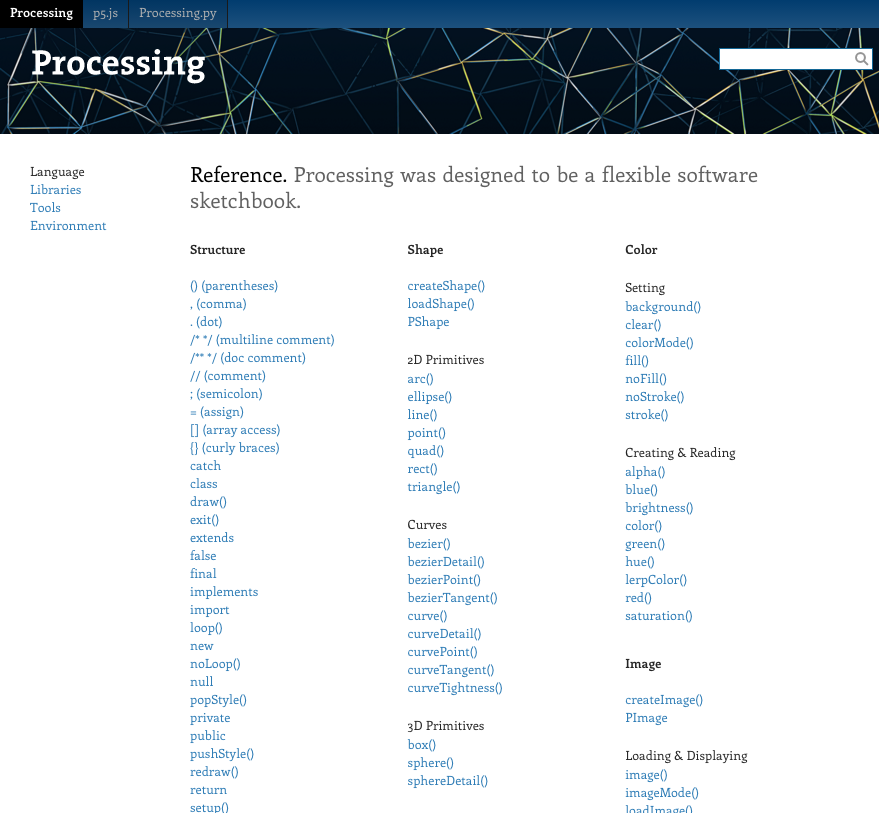 Processing
p5.js
Processing.py
Processing
Language
Libraries
Tools
Environment
Reference. Processing was designed to be a flexible software
sketchbook.
Structure
() (parentheses)
, (comma)
. (dot)
/* */ (multiline comment)
/** */ (doc comment)
// (comment)
; (semicolon)
= (assign)
[] (array access)
{} (curly braces)
catch
class
draw()
exit()
extends
false
final
implements
import
loop()
new
noLoop()
null
popStyle()
private
public
pushStyle()
redraw()
return
setup()
Shape
createShape()
loadShape()
PShape
2D Primitives
arc()
ellipse()
line()
point()
quad()
rect()
triangle()
Curves
bezier()
bezierDetail()
bezierPoint()
bezierTangent()
curve()
curveDetail()
curvePoint()
curveTangent()
curveTightness()
3D Primitives
box()
sphere()
sphereDetail()
Color
Setting
background()
clear()
colorMode()
fill()
noFill()
noStroke()
stroke()
Creating & Reading
alpha()
blue()
brightness()
color()
green()
hue()
lerpColor()
red()
saturation()
Image
createImage()
PImage
Loading & Displaying
image()
imageMode()
loadImage()